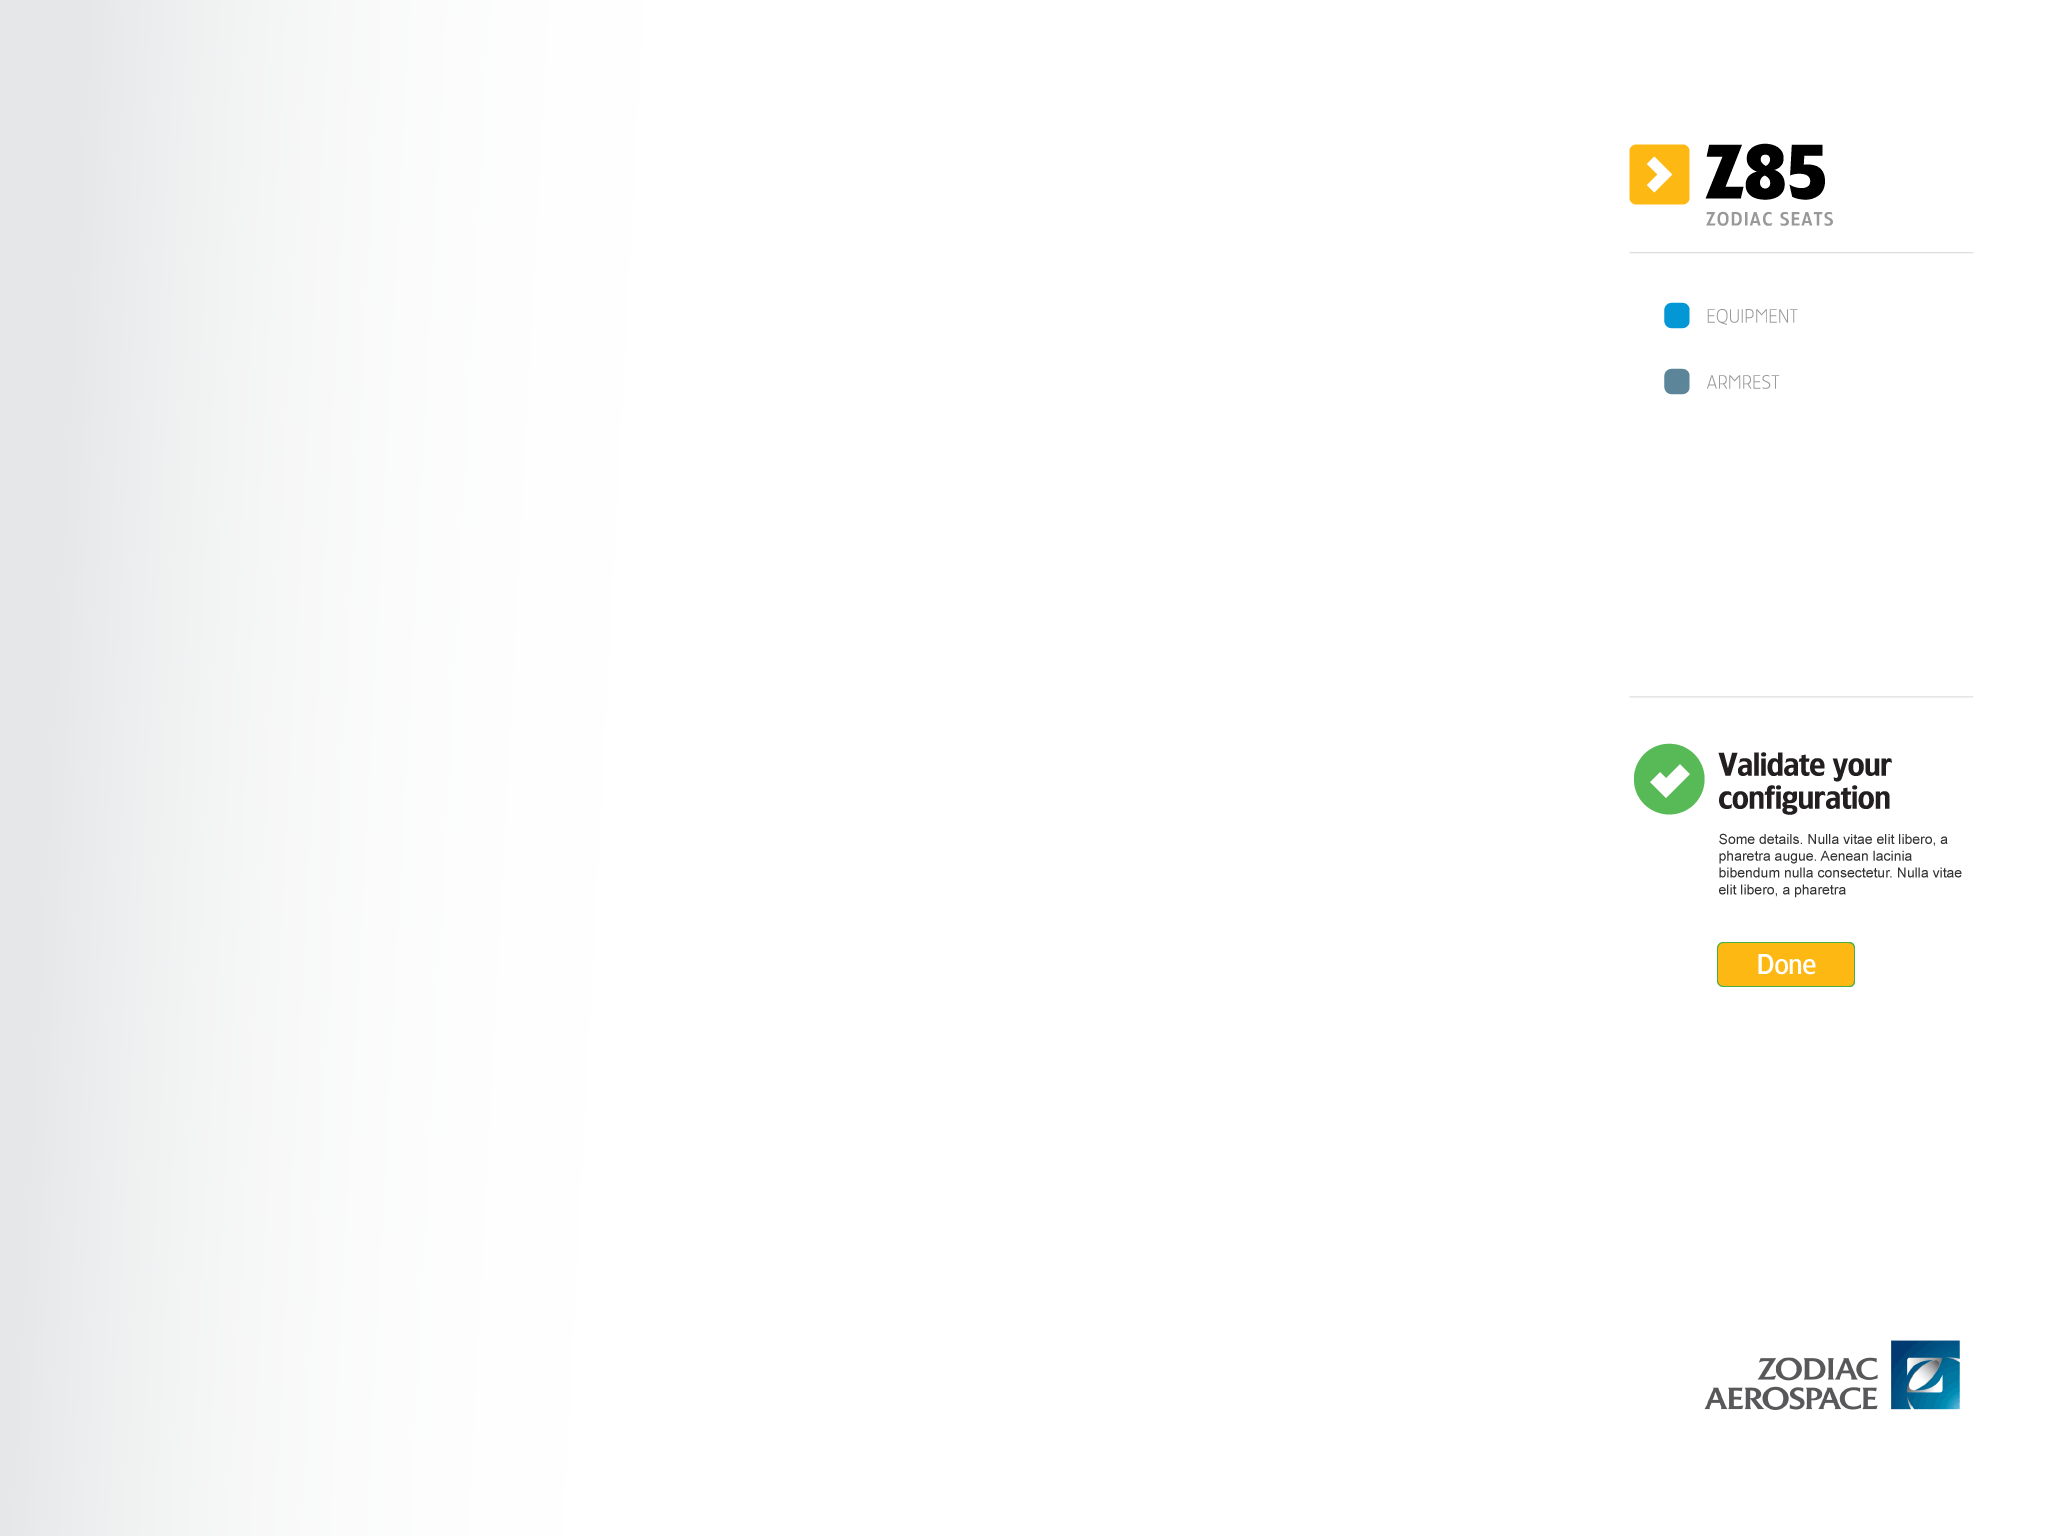 Z85
ZODIAC SEATS
EQUIPMENT
ARMREST
Validate your
configuration
Some details. Nulla vitae elit libero, a
pharetra augue. Aenean lacinia
bibendum nulla consectetur. Nulla vitae
elit libero, a pharetra
Done
ZODIAC
AEROSPACE